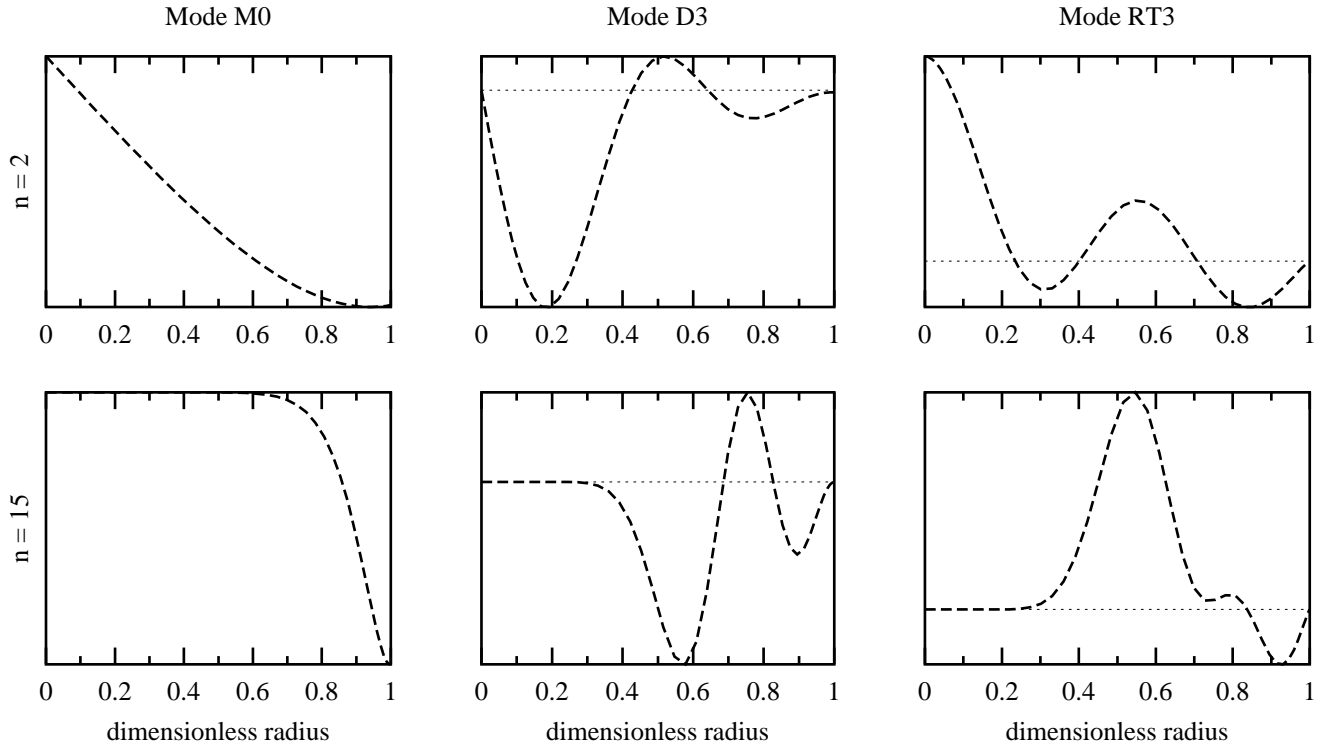 Mode M0 Mode D3 Mode RT3
n = 2
0 0.2 0.4 0.6 0.8 1 0 0.2 0.4 0.6 0.8 1 0 0.2 0.4 0.6 0.8 1
n = 15
0 0.2 0.4 0.6 0.8 1 0 0.2 0.4 0.6 0.8 1 0 0.2 0.4 0.6 0.8 1
dimensionless radius dimensionless radius dimensionless radius